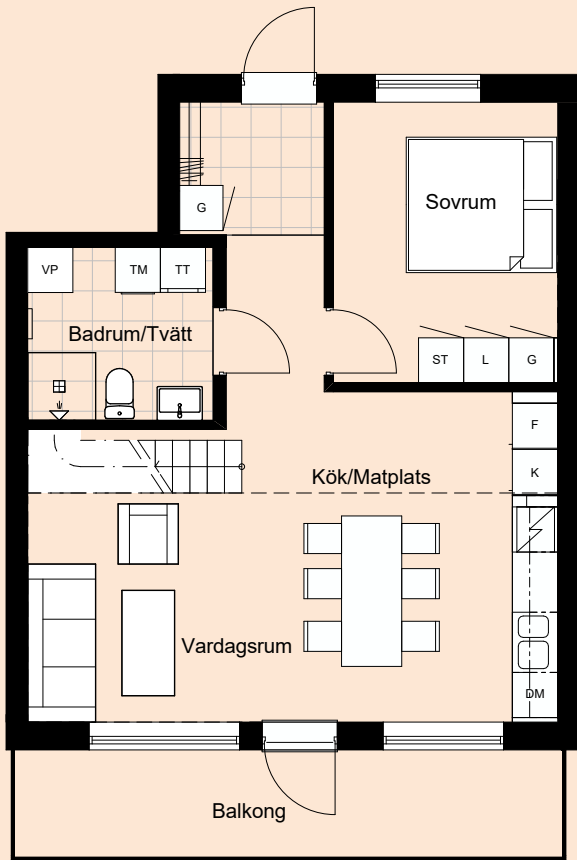 G
Sovrum
VP
TM
TT
Badrum/Tvätt
ST
L
G
F
K
Kök/Matplats
Vardagsrum
DM
Balkong